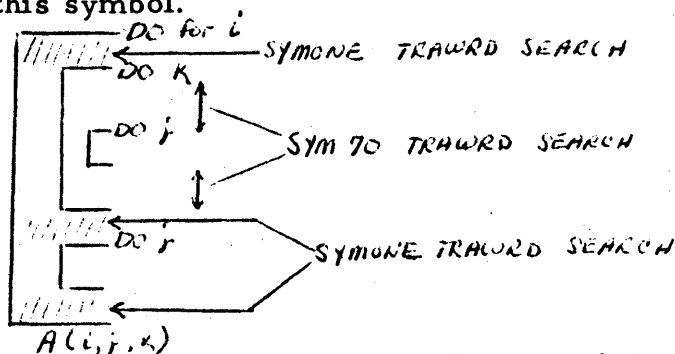 this symbol.
DO for i
SYMONE TRAWRD SEARCH
DO K
DO j
SYM 70 TRAWRD SEARCH
DO r
SYMONE TRAWRD SEARCH
A(i,j,k)